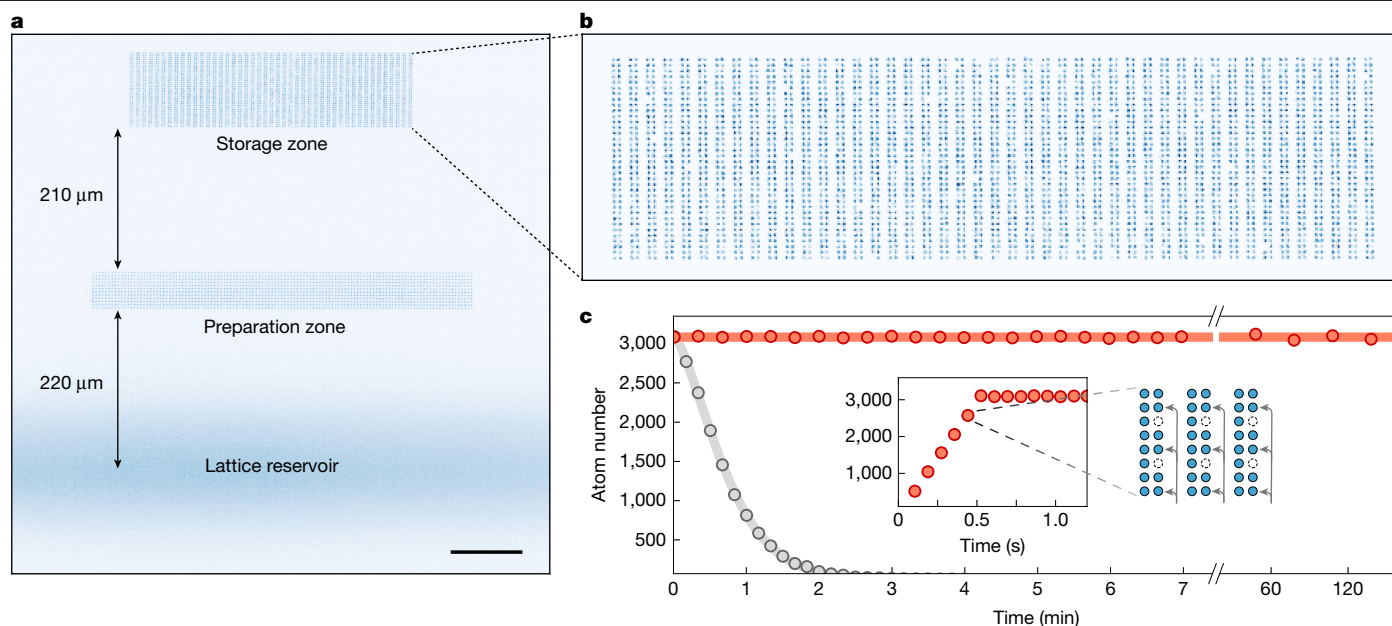 a
Storage zone
210 μm
Preparation zone
220 μm
Lattice reservoir
b
c
Atom number
3,000
2,500
2,000
1,500
1,000
500
0
1
2
3
4
5
6
7
60
120
Time (min)
3,000
2,000
1,000
0
0.5
1.0
Time (s)